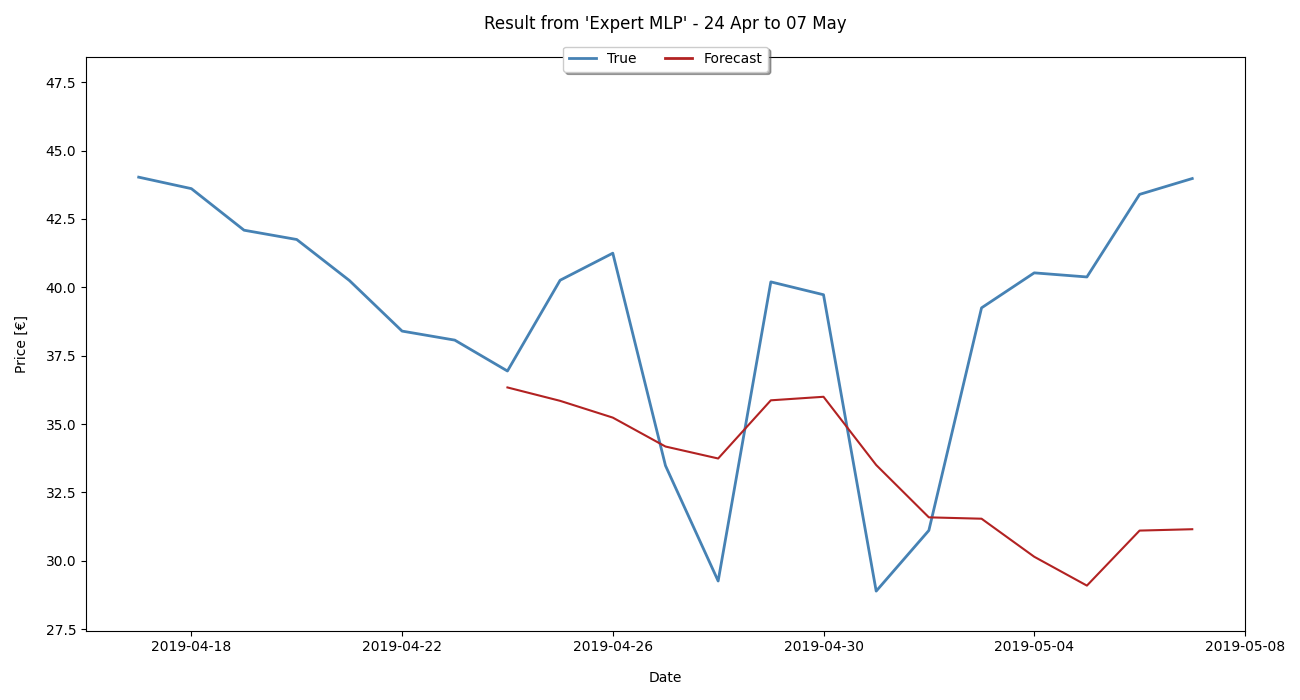 Result from 'Expert MLP' - 24 Apr to 07 May
True Forecast
47.5
45.0
42.5
40.0
37.5
35.0
32.5
30.0
27.5
Price [€]
2019-04-18 2019-04-22 2019-04-26 2019-04-30 2019-05-04 2019-05-08
Date